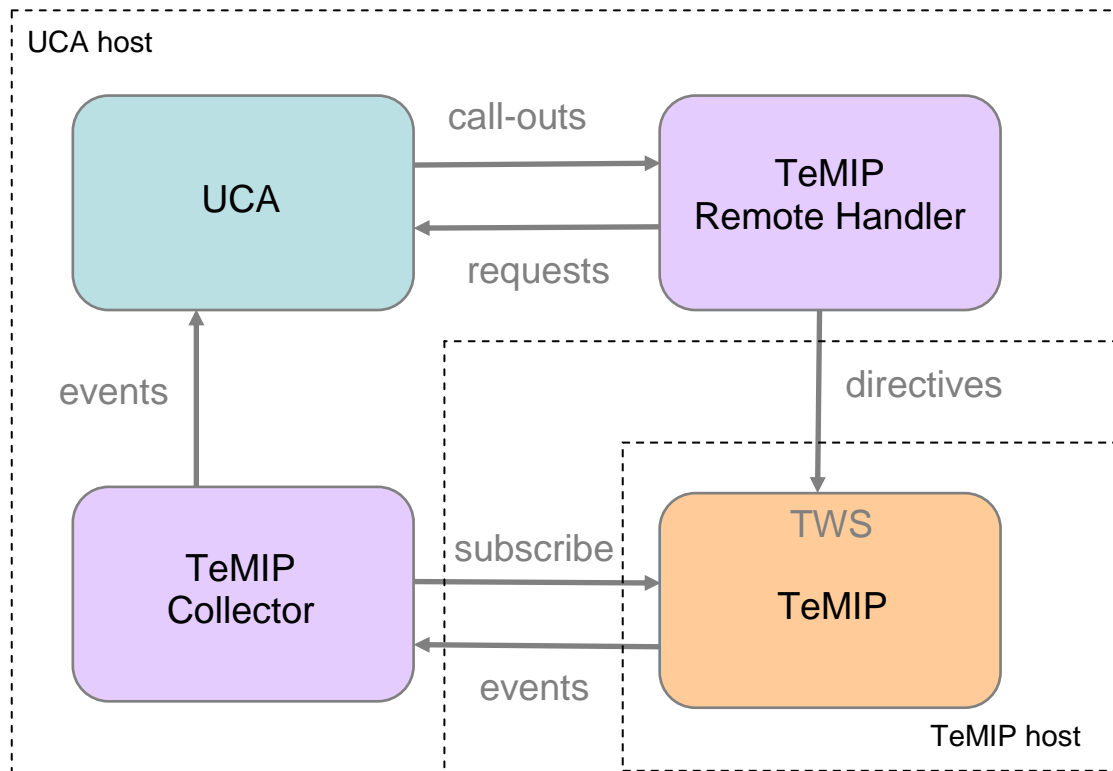 UCA host
call-outs
UCA
TeMIP
Remote Handler
requests
events
directives
TeMIP
Collector
subscribe
events
TWS
TeMIP
TeMIP host